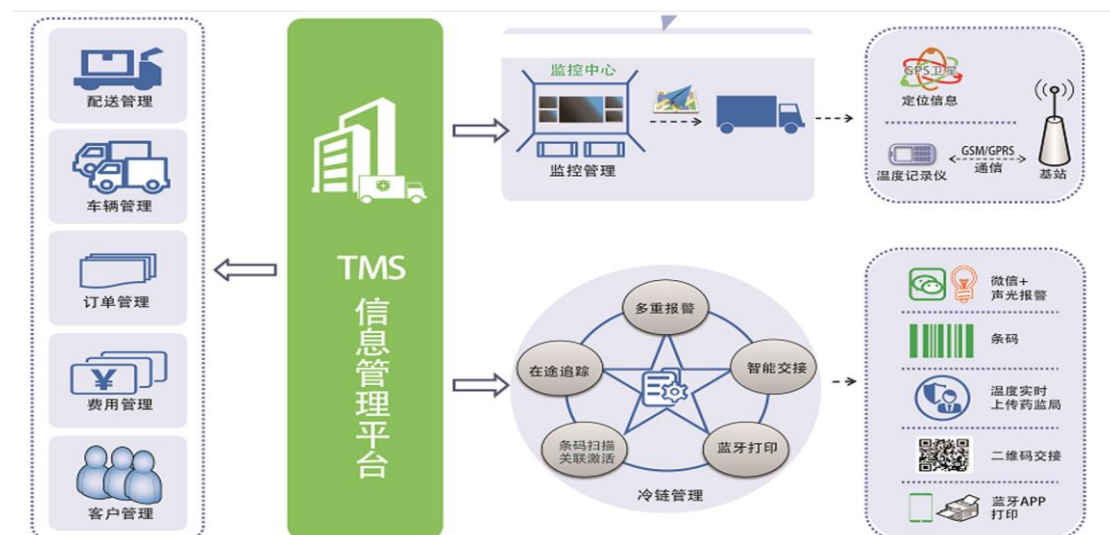 配送管理
车辆管理
订单管理
¥
费用管理
客户管理
TMS
信息管理平台
监控中心
监控管理
GPS卫星
定位信息
温度记录仪
GSM/GPRS
通信
基站
多重报警
在途追踪
智能交接
条码扫描
关联激活
蓝牙打印
冷链管理
微信+
声光报警
条码
温度实时
上传药监局
二维码交接
蓝牙APP
打印